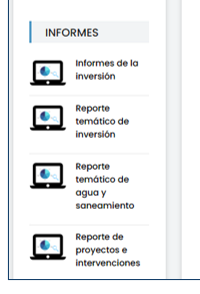 INFORMES
Informes de la
inversión
Reporte
temático de
inversión
Reporte
temático de
agua y
saneamiento
Reporte de
proyectos e
intervenciones